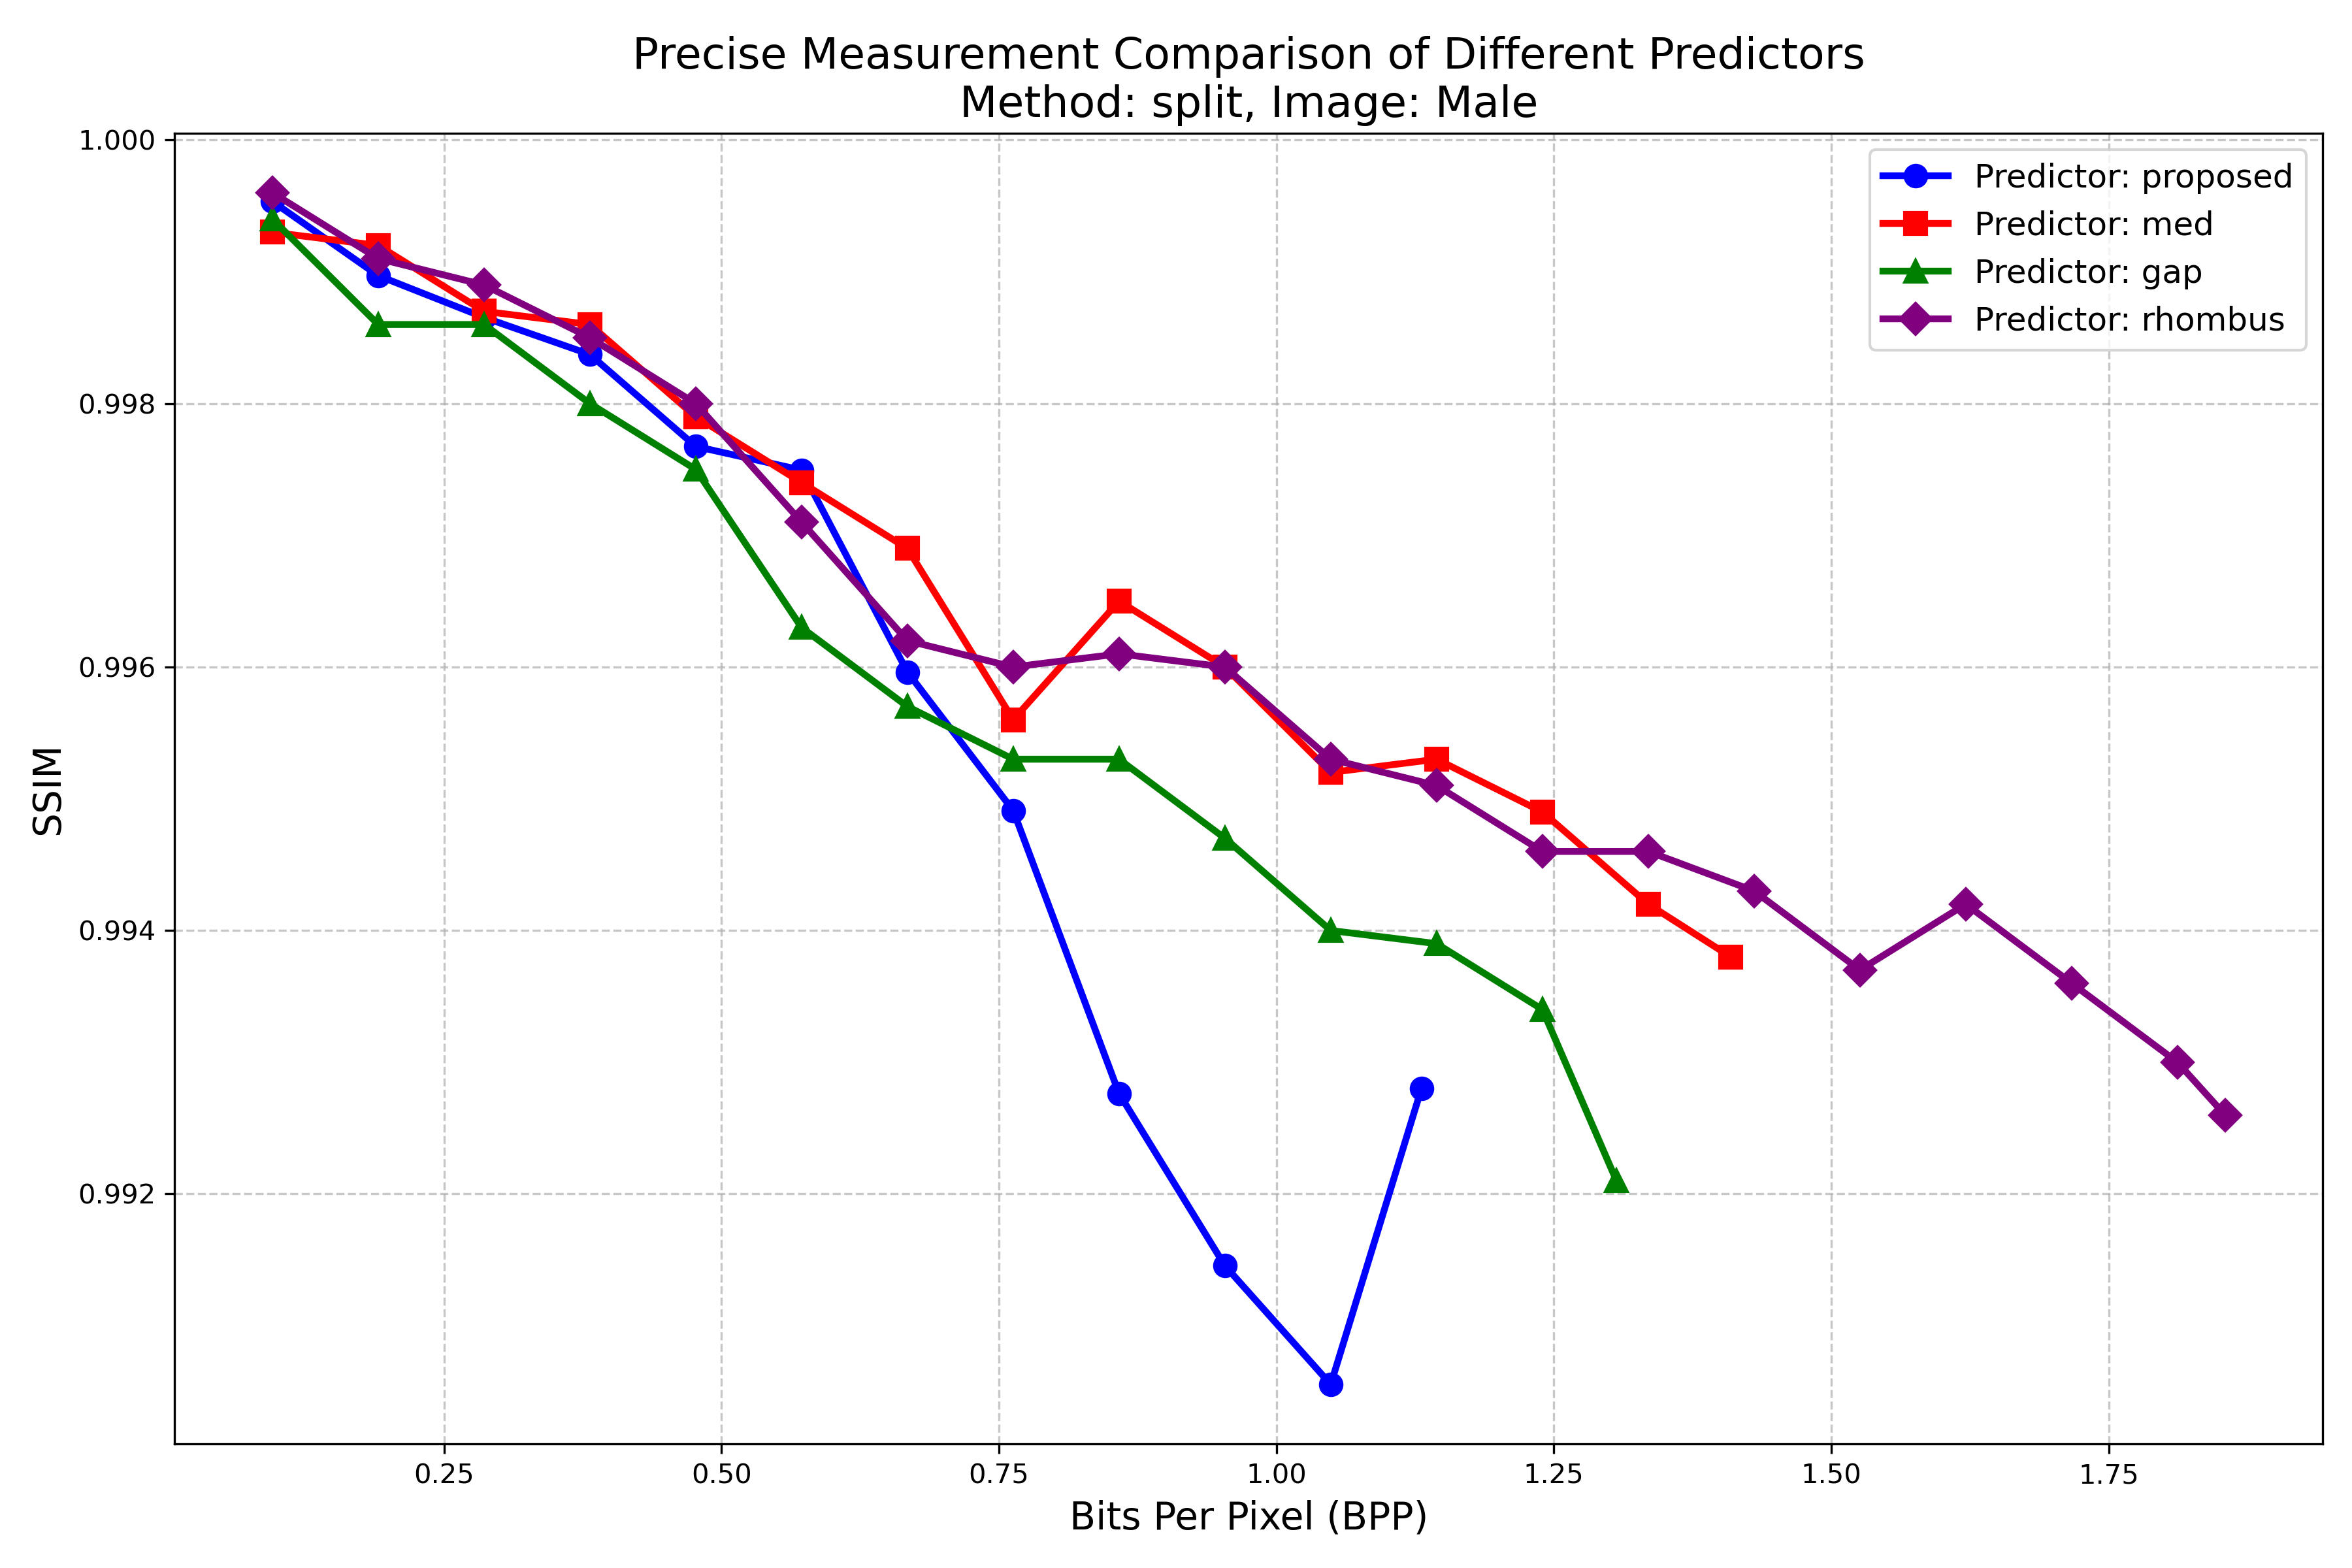 Precise Measurement Comparison of Different Predictors
Method: split, Image: Male
1.000
0.998
0.996
0.994
0.992
SSIM
Predictor: proposed
Predictor: med
Predictor: gap
Predictor: rhombus
0.25
0.50
0.75
1.00
1.25
1.50
1.75
Bits Per Pixel (BPP)